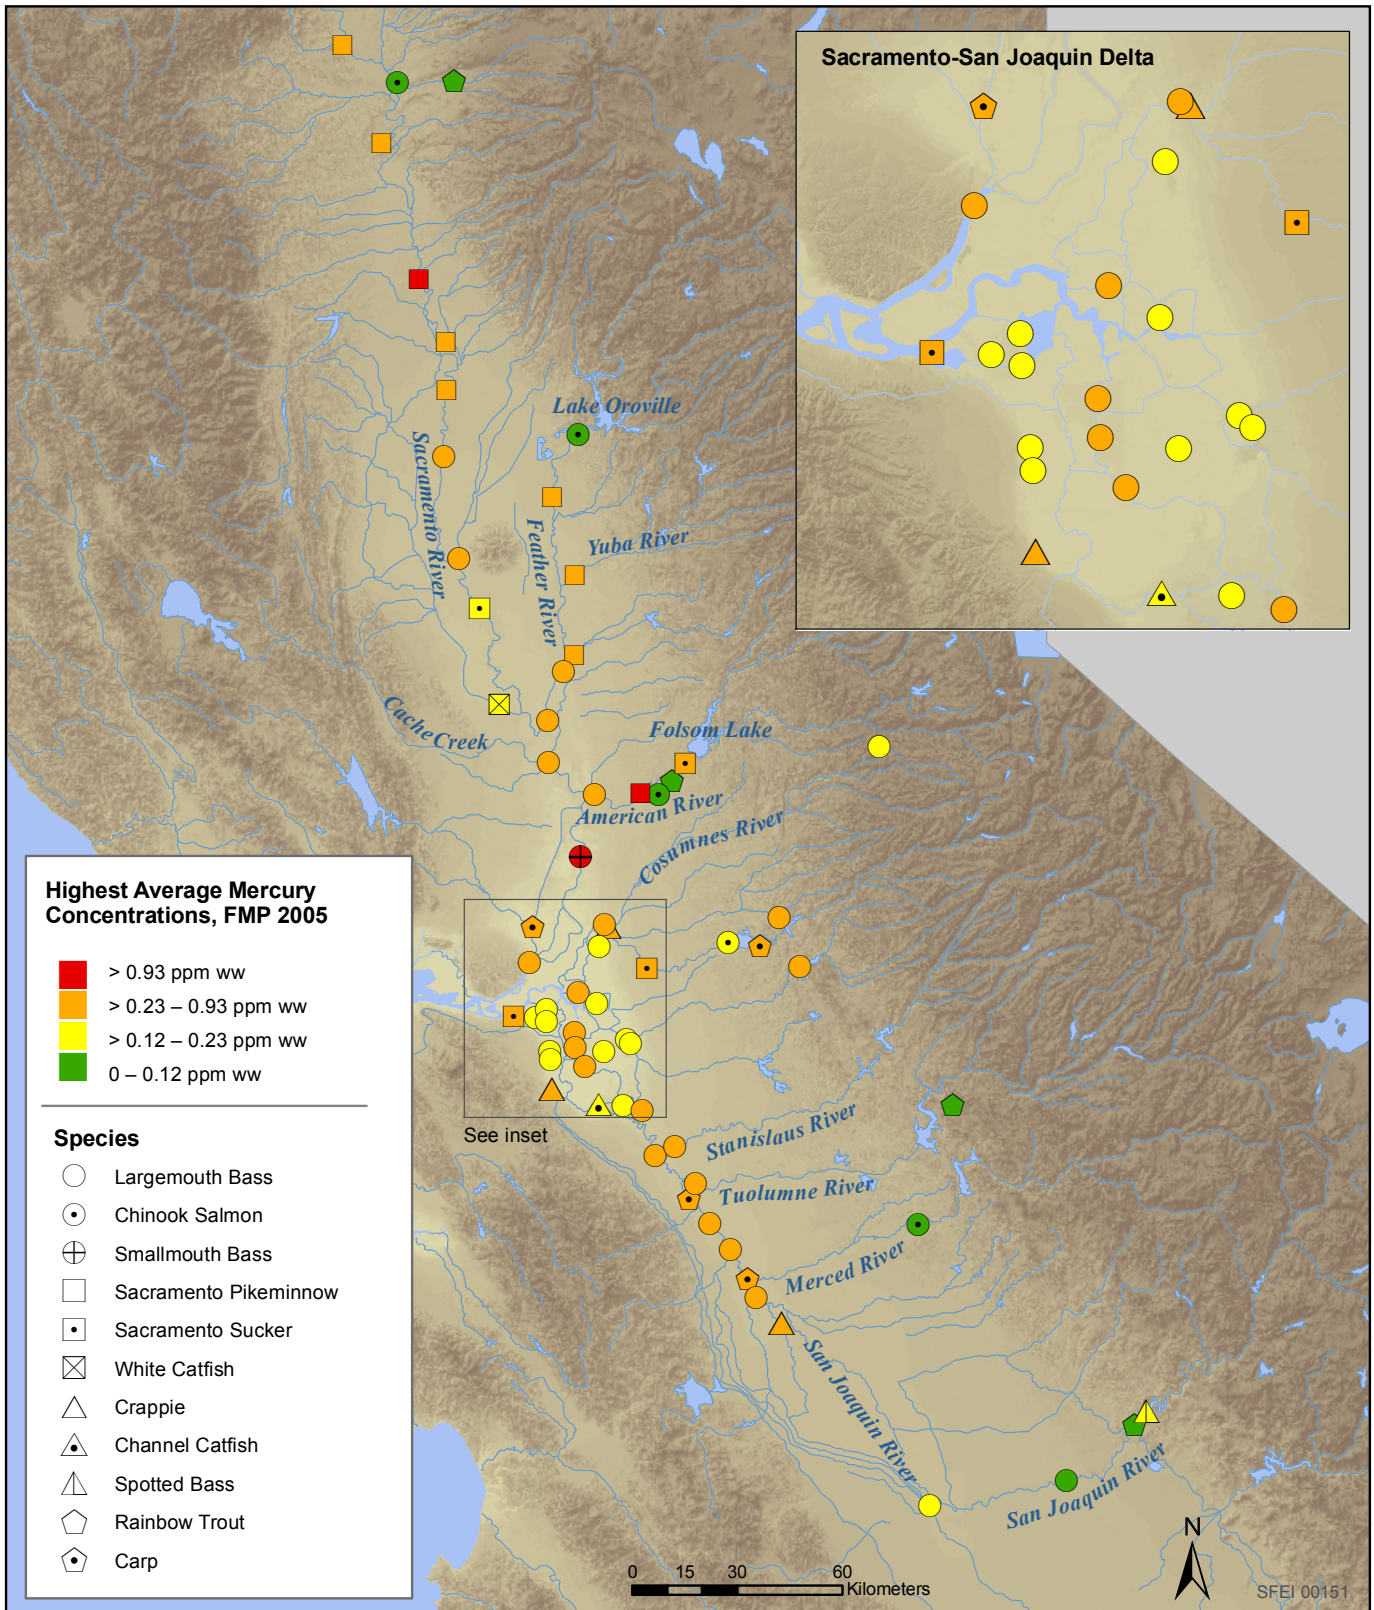 Sacramento-San Joaquin Delta
Lake Oroville
Sacramento River
Feather River
Yuba River
Cache Creek
Folsom Lake
American River
Cosumnes River
Highest Average Mercury
Concentrations, FMP 2005
> 0.93 ppm ww
> 0.23 – 0.93 ppm ww
> 0.12 – 0.23 ppm ww
0 – 0.12 ppm ww
Species
Largemouth Bass
Chinook Salmon
Smallmouth Bass
Sacramento Pikeminnow
Sacramento Sucker
White Catfish
Crappie
Channel Catfish
Spotted Bass
Rainbow Trout
Carp
See inset
Stanislaus River
Tuolumne River
Merced River
San Joaquin River
San Joaquin River
N
0 15 30 60
Kilometers
SFEI 00151